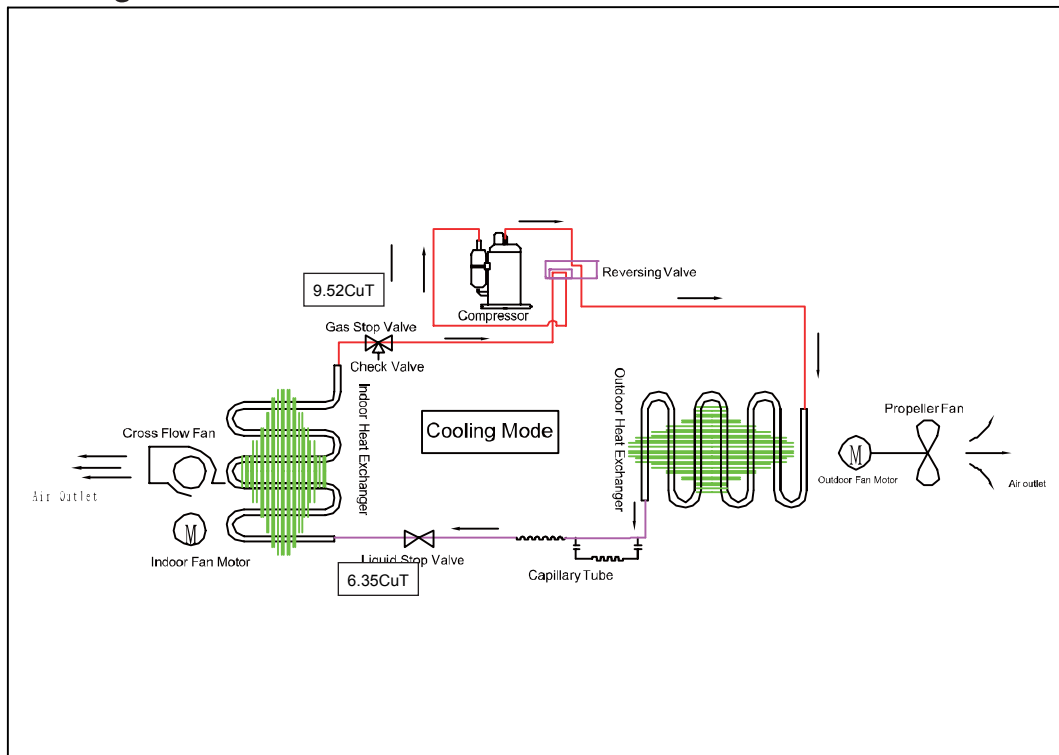 9.52CuT
Compressor
Reversing Valve
Gas Stop Valve
Check Valve
Indoor Heat Exchanger
Cooling Mode
Outdoor Heat Exchanger
Propeller Fan
Cross Flow Fan
Air Outlet
M
Indoor Fan Motor
M
Outdoor Fan Motor
Air outlet
Liquid Stop Valve
6.35CuT
Capillary Tube